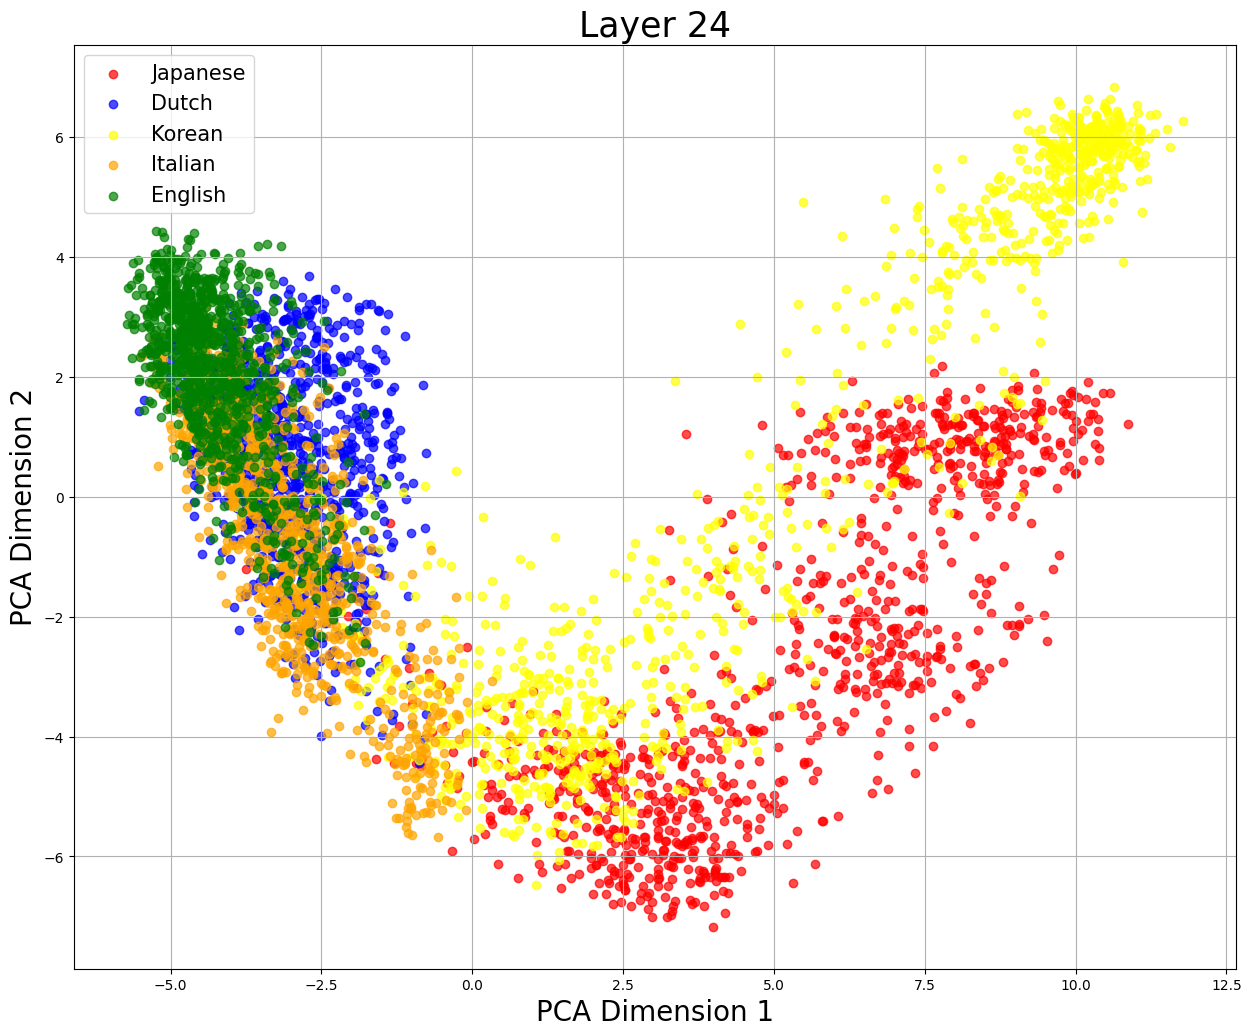 Layer 24
Japanese
Dutch
Korean
Italian
English
6
4
2
0
−2
−4
−6
PCA Dimension 2
−5.0 −2.5 0.0 2.5 5.0 7.5 10.0 12.5
PCA Dimension 1